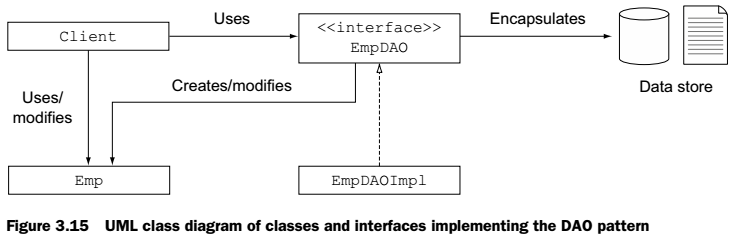 Uses
Encapsulates
Client
<<interface>>
EmpDAO
Creates/modifies
Uses/
modifies
Data store
Emp
EmpDAOImpl
Figure 3.15 UML class diagram of classes and interfaces implementing the DAO pattern